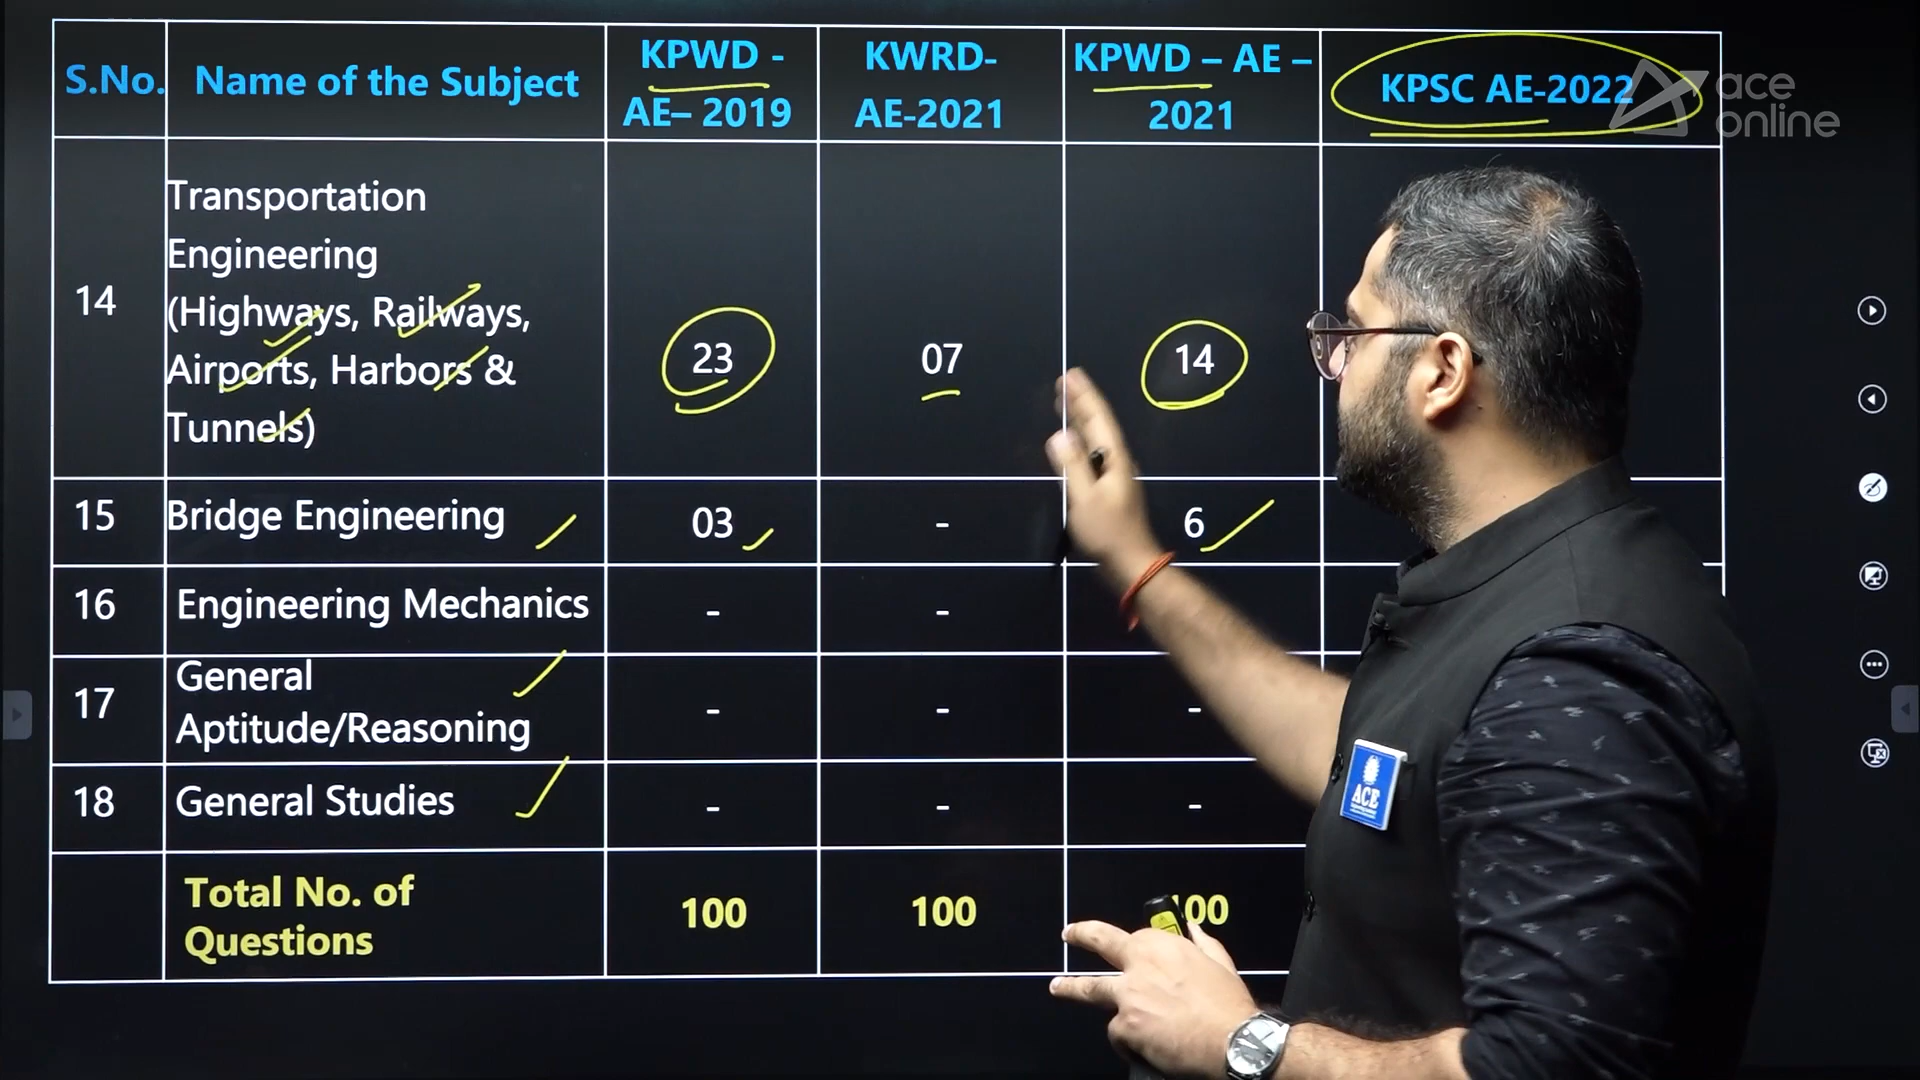 S.No.
Name of the Subject
KPWD -
AE– 2019
KWRD-
AE-2021
KPWD – AE –
2021
KPSC AE-2022
ace
online
14
Transportation
Engineering
(Highways, Railways,
Airports, Harbors &
Tunnels)
23
07
14
15
Bridge Engineering
03
-
6
16
Engineering Mechanics
-
-
17
General
Aptitude/Reasoning
-
-
-
18
General Studies
-
-
-
Total No. of
Questions
100
100
100
ACE